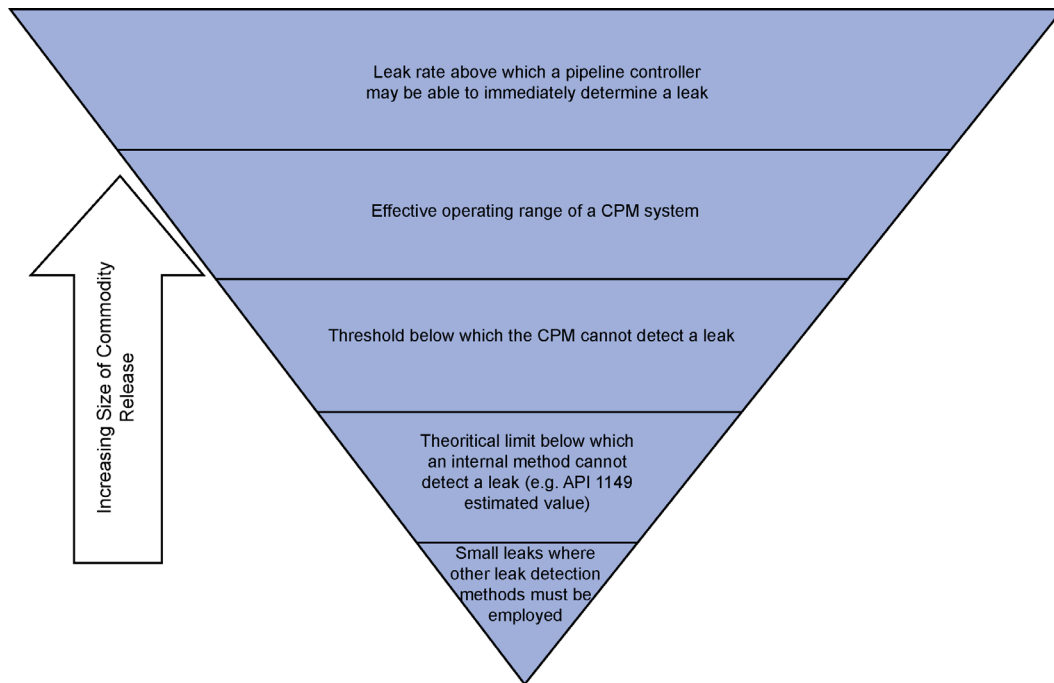 Leak rate above which a pipeline controller
may be able to immediately determine a leak
Effective operating range of a CPM system
Threshold below which the CPM cannot detect a leak
Theoritical limit below which
an internal method cannot
detect a leak (e.g. API 1149
estimated value)
Small leaks where
other leak detection
methods must be
employed
Increasing Size of Commodity
Release